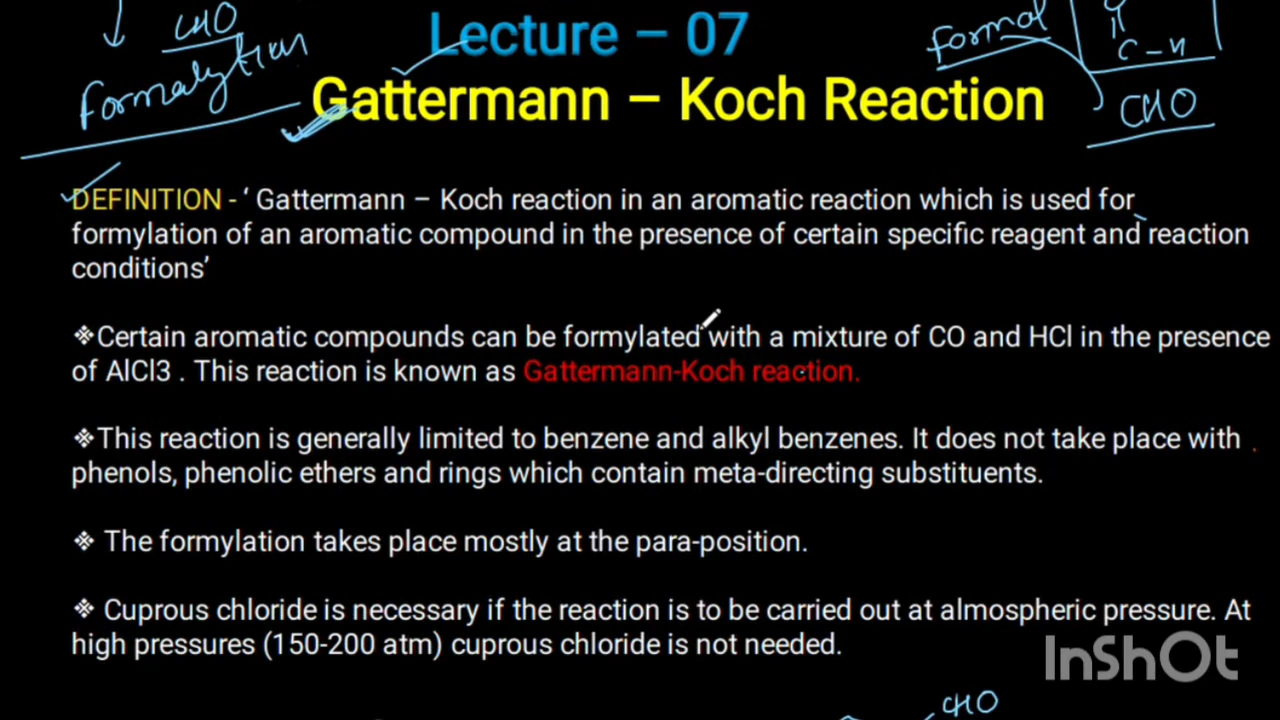 CHO
Formalytion
Lecture – 07
Formal
C – H
CHO
Gattermann – Koch Reaction
DEFINITION - ‘ Gattermann – Koch reaction in an aromatic reaction which is used for
formylation of an aromatic compound in the presence of certain specific reagent and reaction
conditions’
❖Certain aromatic compounds can be formylated with a mixture of CO and HCl in the presence
of AlCl3 . This reaction is known as Gattermann-Koch reaction.
❖This reaction is generally limited to benzene and alkyl benzenes. It does not take place with .
phenols, phenolic ethers and rings which contain meta-directing substituents.
❖ The formylation takes place mostly at the para-position.
❖ Cuprous chloride is necessary if the reaction is to be carried out at almospheric pressure. At
high pressures (150-200 atm) cuprous chloride is not needed.
InShOt
CHO